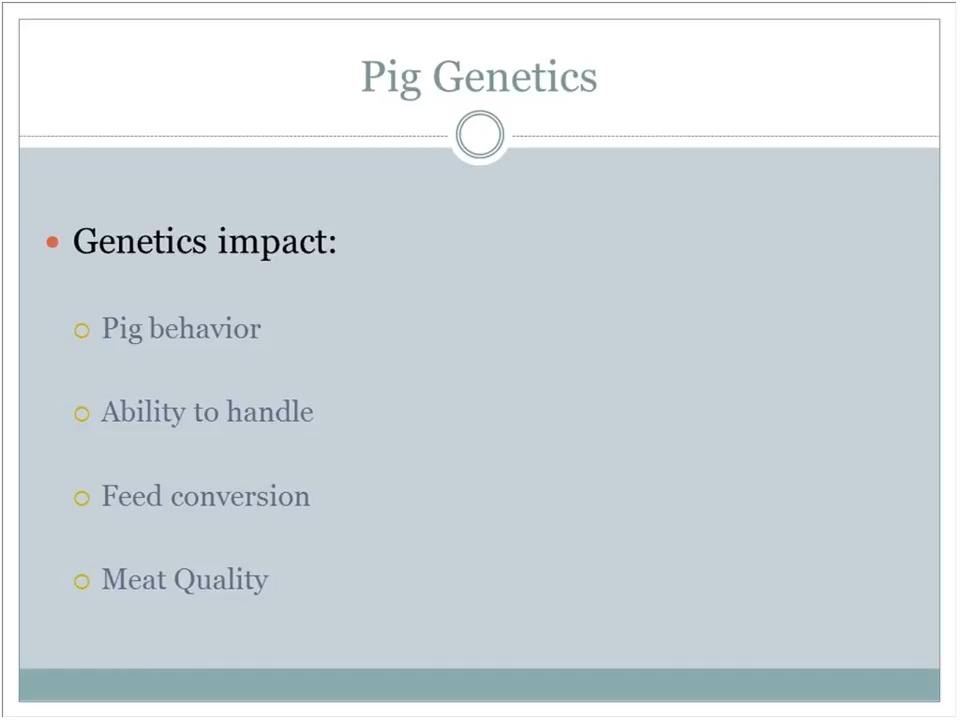 Pig Genetics
Genetics impact:
Pig behavior
Ability to handle
Feed conversion
Meat Quality